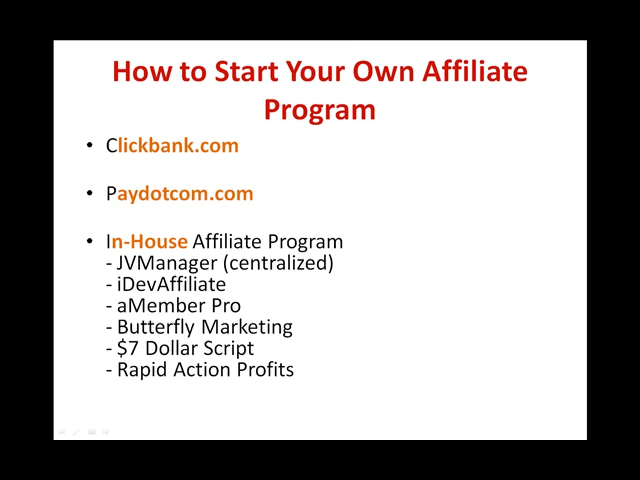 How to Start Your Own Affiliate
Program
• Clickbank.com
• Paydotcom.com
• In-House Affiliate Program
- JVManager (centralized)
- iDevAffiliate
- aMember Pro
- Butterfly Marketing
- $7 Dollar Script
- Rapid Action Profits